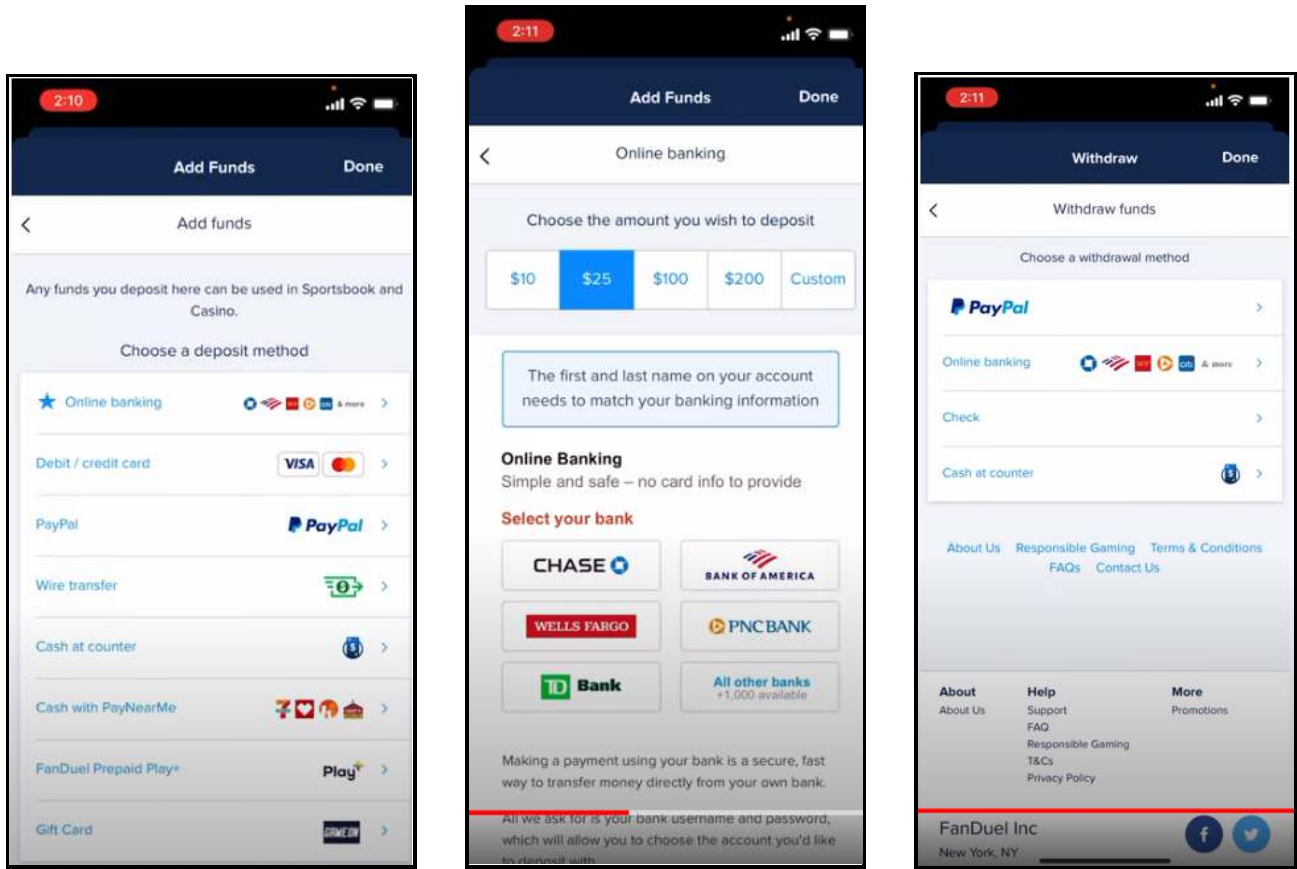 2:10
Add Funds Done
Add funds
Any funds you deposit here can be used in Sportsbook and
Casino.
Choose a deposit method
Online banking citi & more
Debit / credit card VISA
PayPal PayPal
Wire transfer
Cash at counter
Cash with PayNearMe
FanDuel Prepaid Play+ Play+
Gift Card GAMEON
2:11
Add Funds Done
Online banking
Choose the amount you wish to deposit
$10 $25 $100 $200 Custom
The first and last name on your account
needs to match your banking information
Online Banking
Simple and safe – no card info to provide
Select your bank
CHASE BANK OF AMERICA
WELLS FARGO PNC BANK
TD Bank All other banks
+1,000 available
Making a payment using your bank is a secure, fast
way to transfer money directly from your own bank.
All we ask for is your bank username and password,
which will allow you to choose the account you'd like
to deposit with
2:11
Withdraw Done
Withdraw funds
Choose a withdrawal method
PayPal
Online banking WF citi & more
Check
Cash at counter
About Us Responsible Gaming Terms & Conditions
FAQs Contact Us
About Help More
About Us Support Promotions
FAQ
Responsible Gaming
T&Cs
Privacy Policy
FanDuel Inc
New York, NY